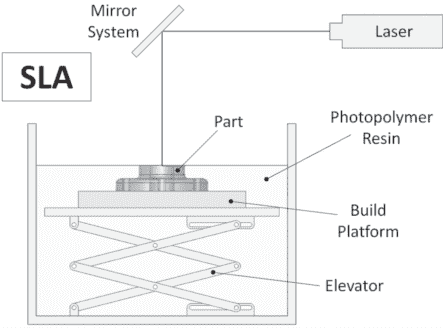 Mirror
System
Laser
SLA
Part
Photopolymer
Resin
Build
Platform
Elevator